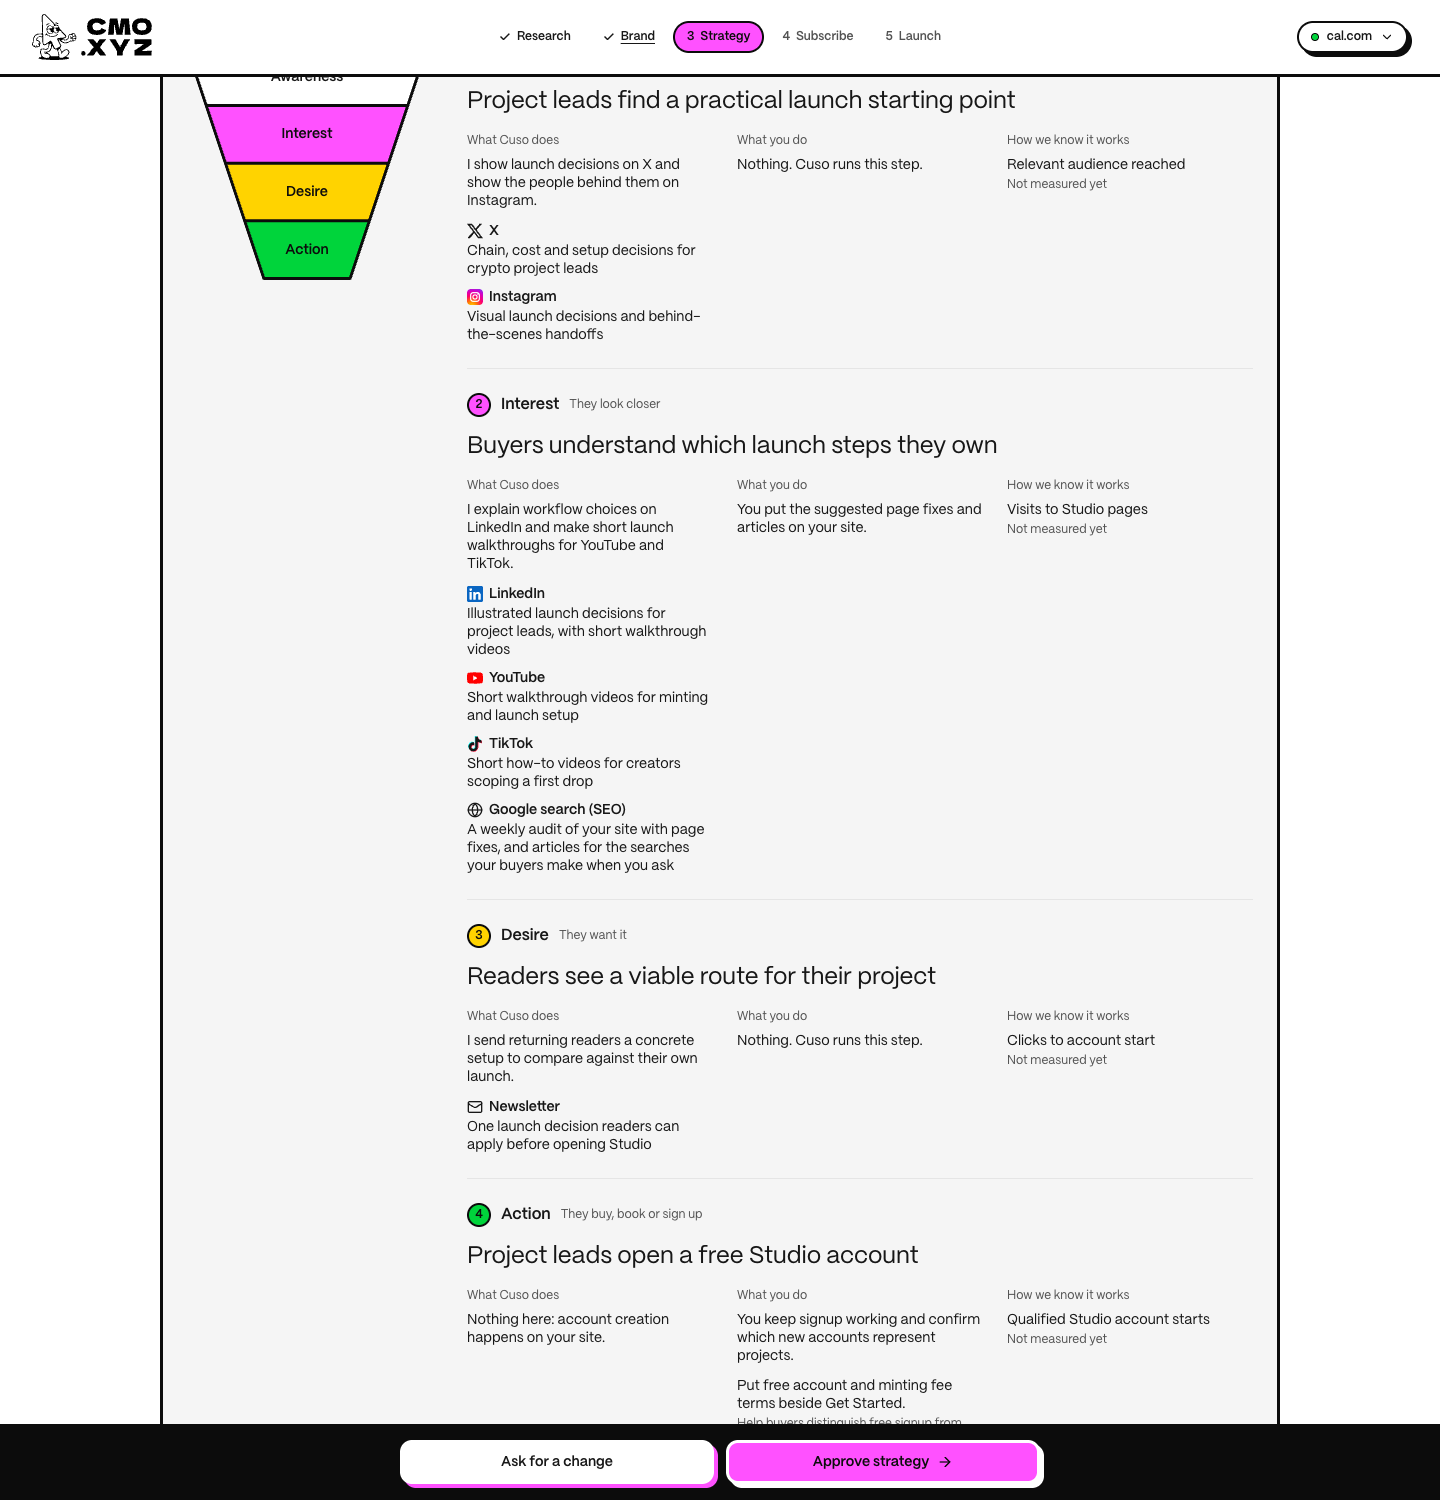 CMO
.XYZ
Research
Brand
3 Strategy
4 Subscribe
5 Launch
cal.com
Awareness
Interest
Desire
Action
Project leads find a practical launch starting point
What Cuso does
I show launch decisions on X and
show the people behind them on
Instagram.
X
Chain, cost and setup decisions for
crypto project leads
Instagram
Visual launch decisions and behind-
the-scenes handoffs
What you do
Nothing. Cuso runs this step.
How we know it works
Relevant audience reached
Not measured yet
2 Interest They look closer
Buyers understand which launch steps they own
What Cuso does
I explain workflow choices on
LinkedIn and make short launch
walkthroughs for YouTube and
TikTok.
LinkedIn
Illustrated launch decisions for
project leads, with short walkthrough
videos
YouTube
Short walkthrough videos for minting
and launch setup
TikTok
Short how-to videos for creators
scoping a first drop
Google search (SEO)
A weekly audit of your site with page
fixes, and articles for the searches
your buyers make when you ask
What you do
You put the suggested page fixes and
articles on your site.
How we know it works
Visits to Studio pages
Not measured yet
3 Desire They want it
Readers see a viable route for their project
What Cuso does
I send returning readers a concrete
setup to compare against their own
launch.
Newsletter
One launch decision readers can
apply before opening Studio
What you do
Nothing. Cuso runs this step.
How we know it works
Clicks to account start
Not measured yet
4 Action They buy, book or sign up
Project leads open a free Studio account
What Cuso does
Nothing here: account creation
happens on your site.
What you do
You keep signup working and confirm
which new accounts represent
projects.
Put free account and minting fee
terms beside Get Started.
Help buyers distinguish free signup from
How we know it works
Qualified Studio account starts
Not measured yet
Ask for a change
Approve strategy